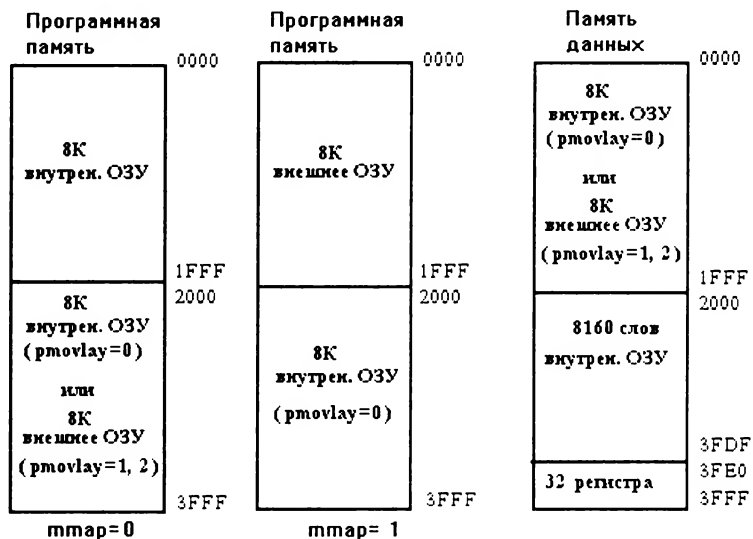 Программная
память
0000
8К
внутрен. ОЗУ
1FFF
2000
8К
внутрен. ОЗУ
(pmovlay=0)
или
8К
внешнее ОЗУ
(pmovlay=1, 2)
3FFF
mmap= 0
Программная
память
0000
8К
внешнее ОЗУ
1FFF
2000
8К
внутрен. ОЗУ
(pmovlay=0)
3FFF
mmap= 1
Память
данных
0000
8К
внутрен. ОЗУ
(pmovlay=0)
или
8К
внешнее ОЗУ
(pmovlay=1, 2)
1FFF
2000
8160 слов
внутрен. ОЗУ
3FDF
3FE0
32 регистра
3FFF